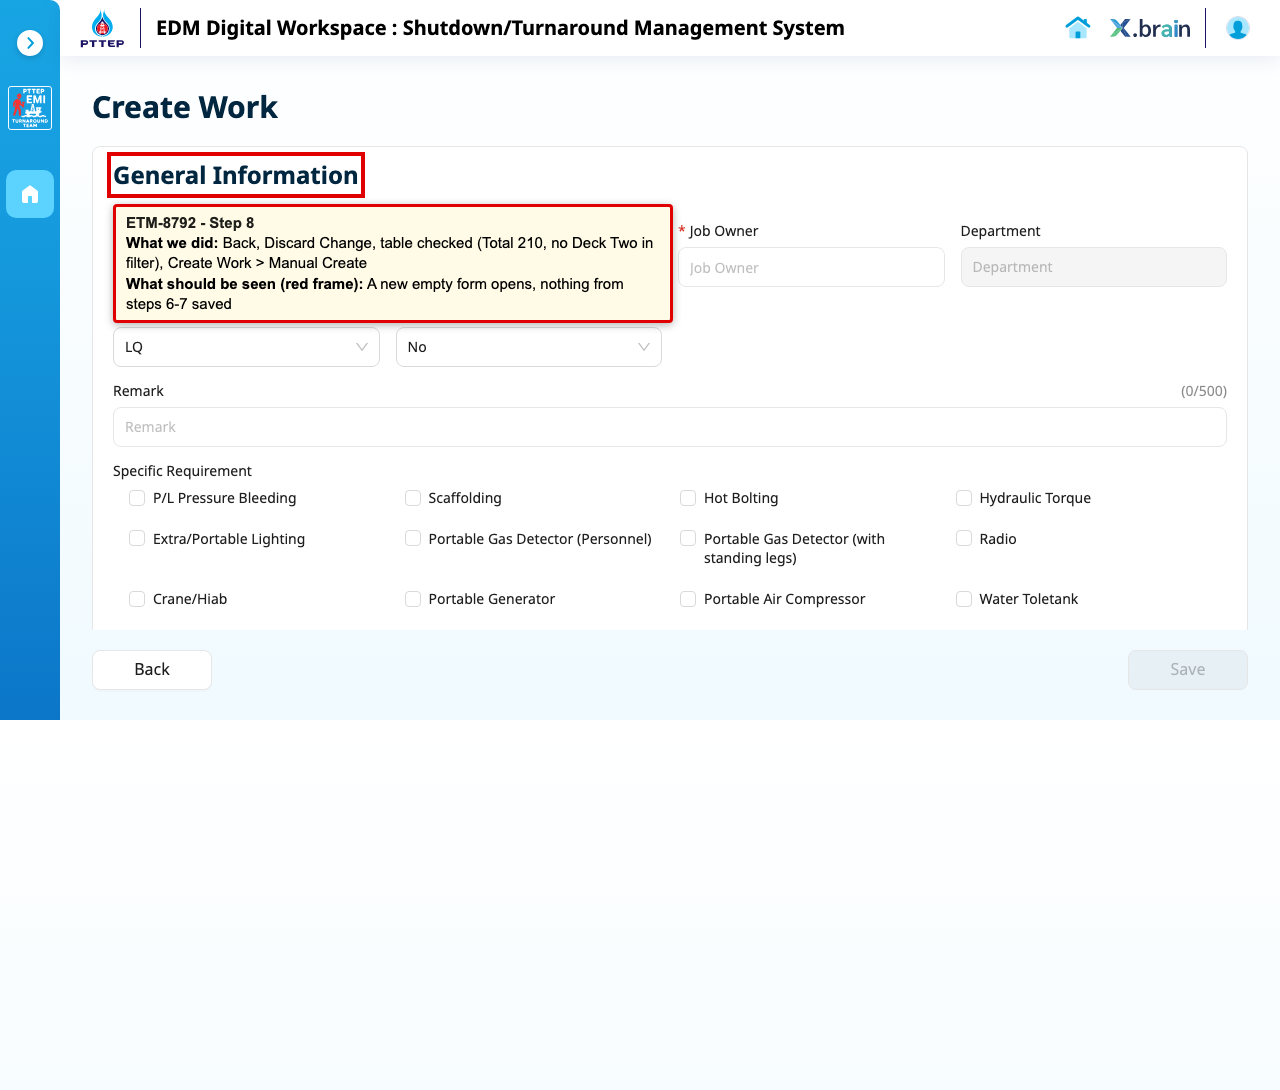 PTTEP
EDM Digital Workspace : Shutdown/Turnaround Management System
X.brain
PTTEP
EMI
TURNAROUND
TEAM
Create Work
General Information
ETM-8792 - Step 8
What we did: Back, Discard Change, table checked (Total 210, no Deck Two in
filter), Create Work > Manual Create
What should be seen (red frame): A new empty form opens, nothing from
steps 6-7 saved
* Job Owner
Department
Job Owner
Department
LQ
No
Remark
(0/500)
Remark
Specific Requirement
P/L Pressure Bleeding
Scaffolding
Hot Bolting
Hydraulic Torque
Extra/Portable Lighting
Portable Gas Detector (Personnel)
Portable Gas Detector (with
standing legs)
Radio
Crane/Hiab
Portable Generator
Portable Air Compressor
Water Toletank
Back
Save